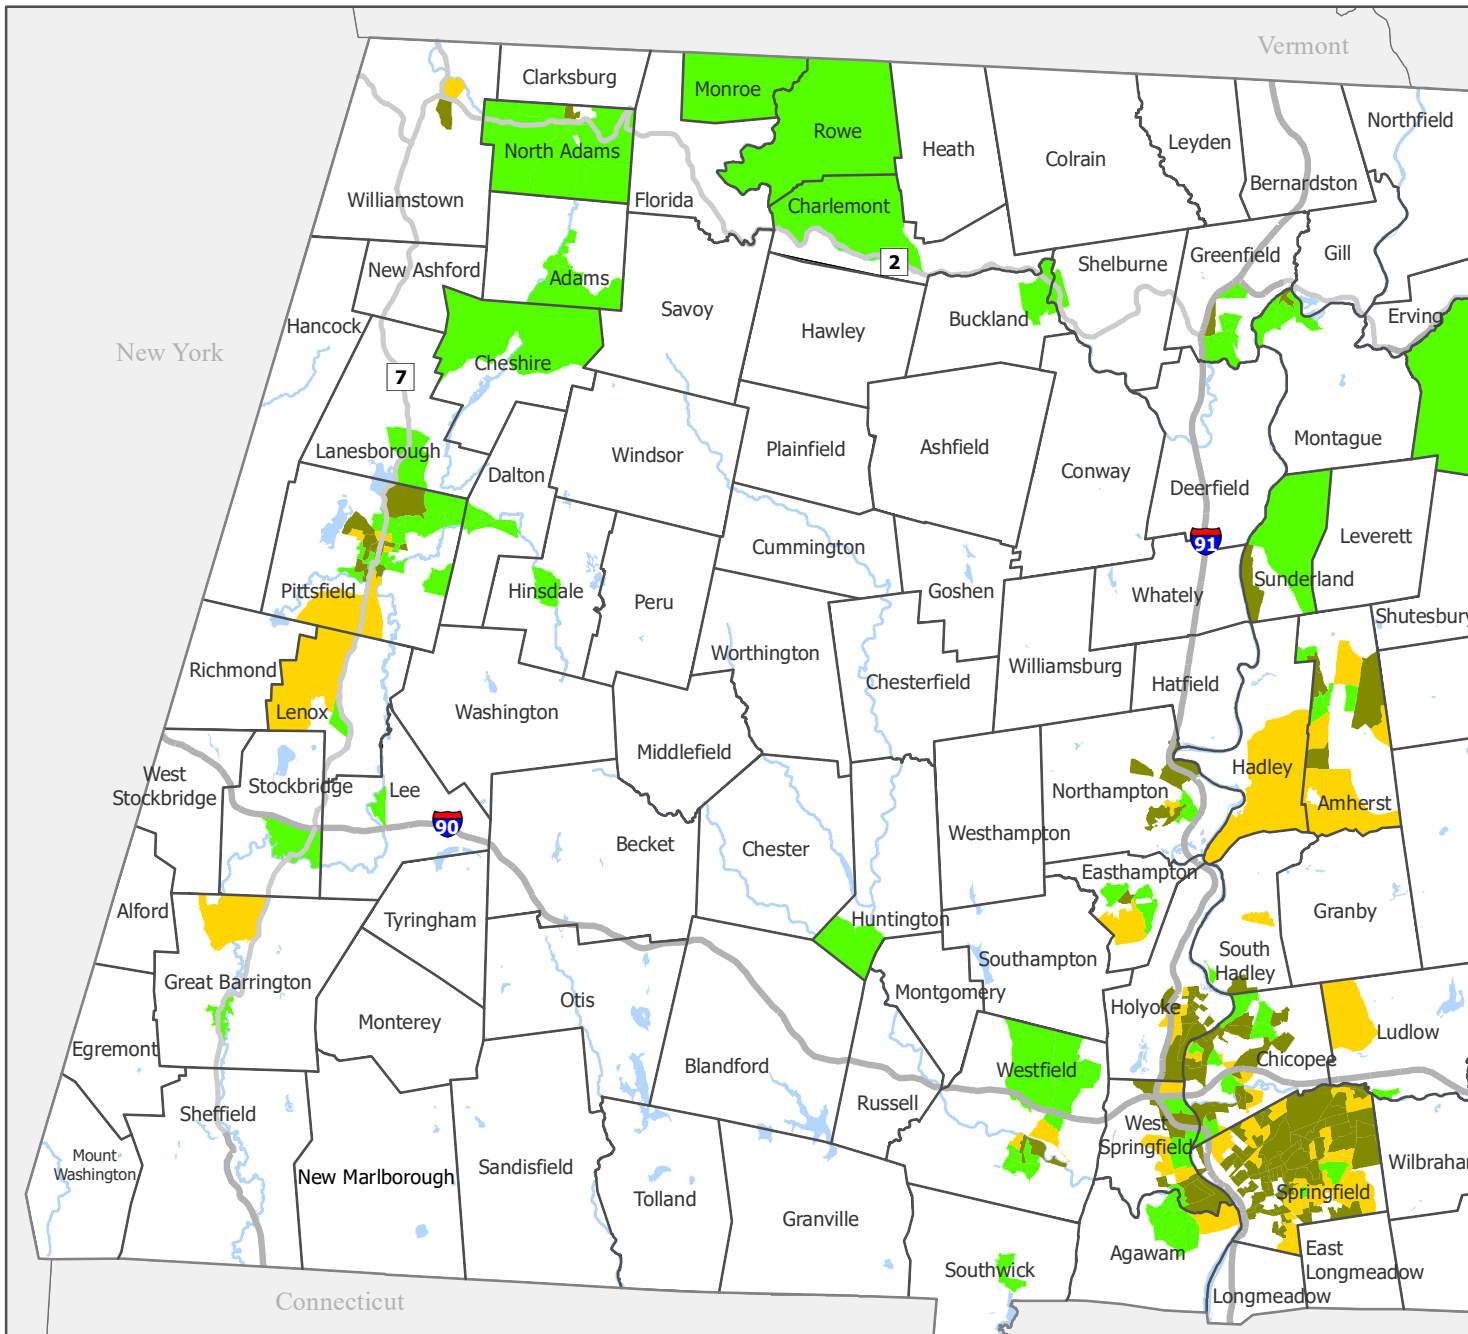 Vermont
Clarksburg
Monroe
Northfield
North Adams
Rowe
Heath
Colrain
Leyden
Bernardston
Williamstown
Florida
Charlemont
New Ashford
Adams
2
Shelburne
Greenfield
Gill
Hancock
Savoy
Hawley
Buckland
Erving
New York
Cheshire
7
Lanesborough
Dalton
Windsor
Plainfield
Ashfield
Conway
Montague
Deerfield
Cummington
91
Leverett
Pittsfield
Hinsdale
Peru
Goshen
Whately
Sunderland
Shutesbury
Richmond
Worthington
Chesterfield
Williamsburg
Hatfield
Lenox
Washington
Middlefield
West
Stockbridge
Stockbridge
Lee
Northampton
Hadley
Amherst
90
Becket
Chester
Westhampton
Easthampton
Alford
Tyringham
Huntington
Granby
Great Barrington
Southampton
South
Hadley
Otis
Montgomery
Holyoke
Monterey
Ludlow
Egremont
Blandford
Westfield
Chicopee
Sheffield
Russell
West
Springfield
Mount
Washington
New Marlborough
Sandisfield
Tolland
Granville
Springfield
Wilbraham
Southwick
Agawam
East
Longmeadow
Longmeadow
Connecticut